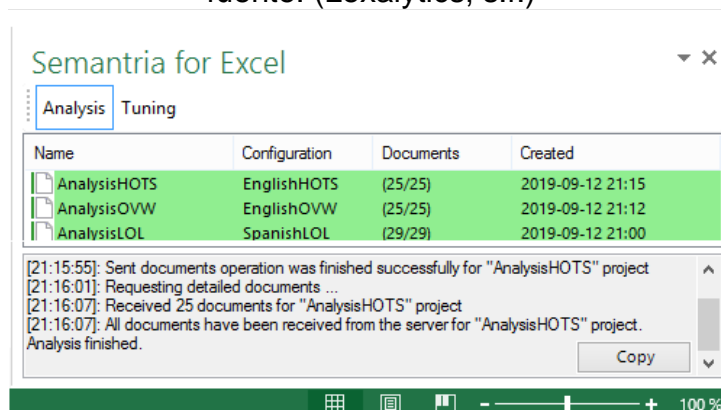 Semantria for Excel
Analysis Tuning
Name Configuration Documents Created
AnalysisHOTS EnglishHOTS (25/25) 2019-09-12 21:15
AnalysisOVW EnglishOVW (25/25) 2019-09-12 21:12
AnalysisLOL SpanishLOL (29/29) 2019-09-12 21:00
[21:15:55]: Sent documents operation was finished successfully for "AnalysisHOTS" project
[21:16:01]: Requesting detailed documents ...
[21:16:07]: Received 25 documents for "AnalysisHOTS" project
[21:16:07]: All documents have been received from the server for "AnalysisHOTS" project.
Analysis finished.
Copy
- + 100 %